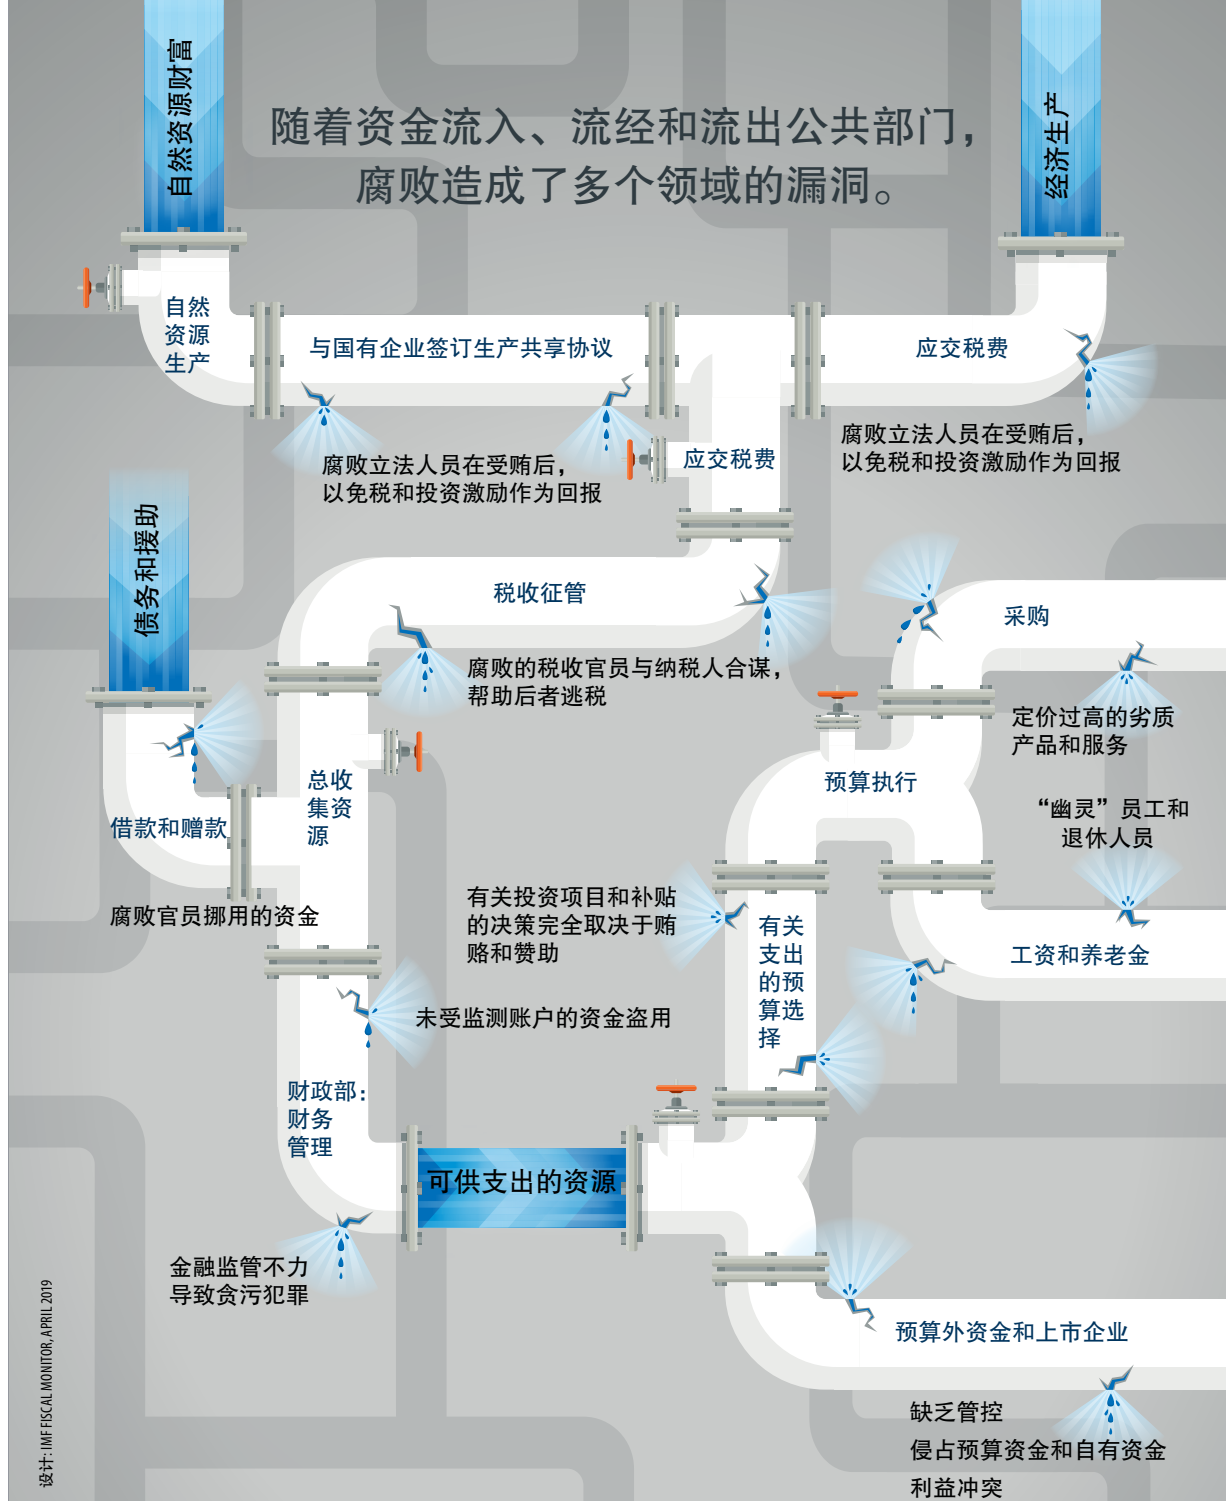 随着资金流入、流经和流出公共部门，
腐败造成了多个领域的漏洞。
自然资源财富
经济生产
自然
资源
生产
与国有企业签订生产共享协议
应交税费
腐败立法人员在受贿后，
以免税和投资激励作为回报
应交税费
腐败立法人员在受贿后，
以免税和投资激励作为回报
债务和援助
税收征管
采购
腐败的税收官员与纳税人合谋，
帮助后者逃税
定价过高的劣质
产品和服务
总收
集资
源
预算执行
借款和赠款
“幽灵”员工和
退休人员
腐败官员挪用的资金
有关投资项目和补贴
的决策完全取决于贿
赂和赞助
有关
支出
的预
算选
择
工资和养老金
未受监测账户的资金盗用
财政部：
财务
管理
可供支出的资源
金融监管不力
导致贪污犯罪
预算外资金和上市企业
缺乏管控
侵占预算资金和自有资金
利益冲突
设计: IMF FISCAL MONITOR, APRIL 2019